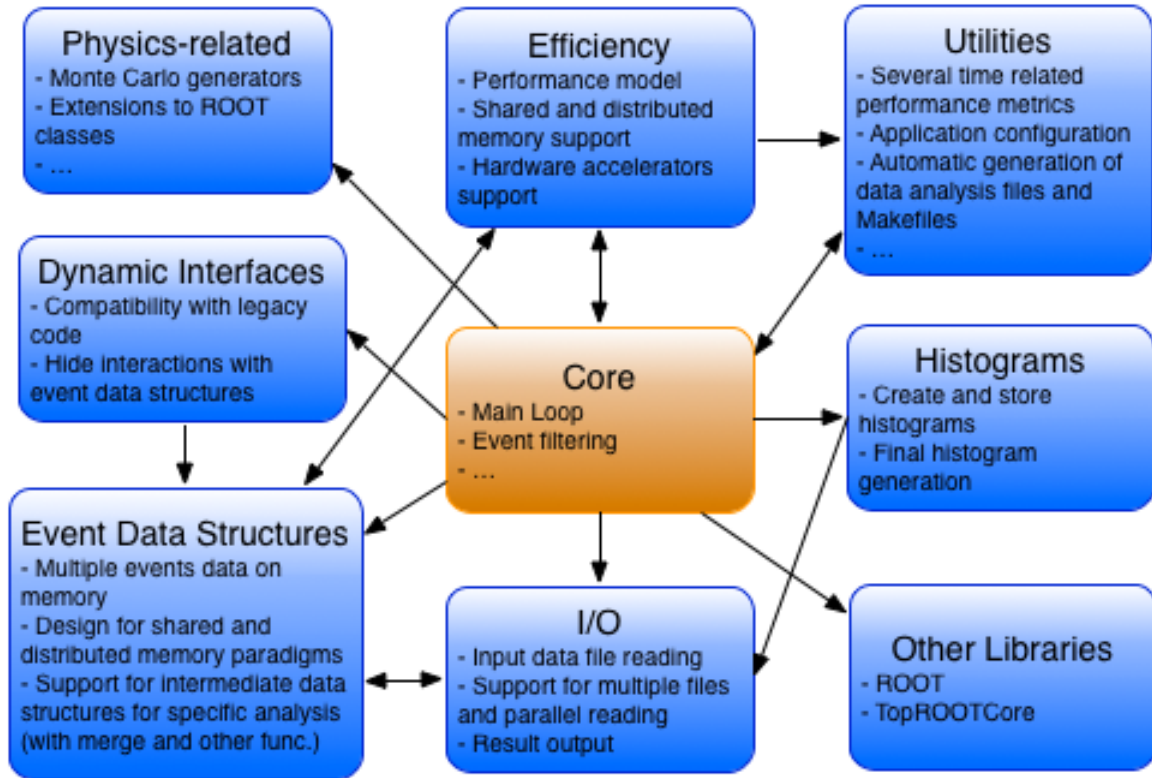 Physics-related
- Monte Carlo generators
- Extensions to ROOT
classes
- ...
Efficiency
- Performance model
- Shared and distributed
memory support
- Hardware accelerators
support
Utilities
- Several time related
performance metrics
- Application configuration
- Automatic generation of
data analysis files and
Makefiles
- ...
Dynamic Interfaces
- Compatibility with legacy
code
- Hide interactions with
event data structures
Core
- Main Loop
- Event filtering
- ...
Histograms
- Create and store
histograms
- Final histogram
generation
Event Data Structures
- Multiple events data on
memory
- Design for shared and
distributed memory paradigms
- Support for intermediate data
structures for specific analysis
(with merge and other func.)
I/O
- Input data file reading
- Support for multiple files
and parallel reading
- Result output
Other Libraries
- ROOT
- TopROOTCore